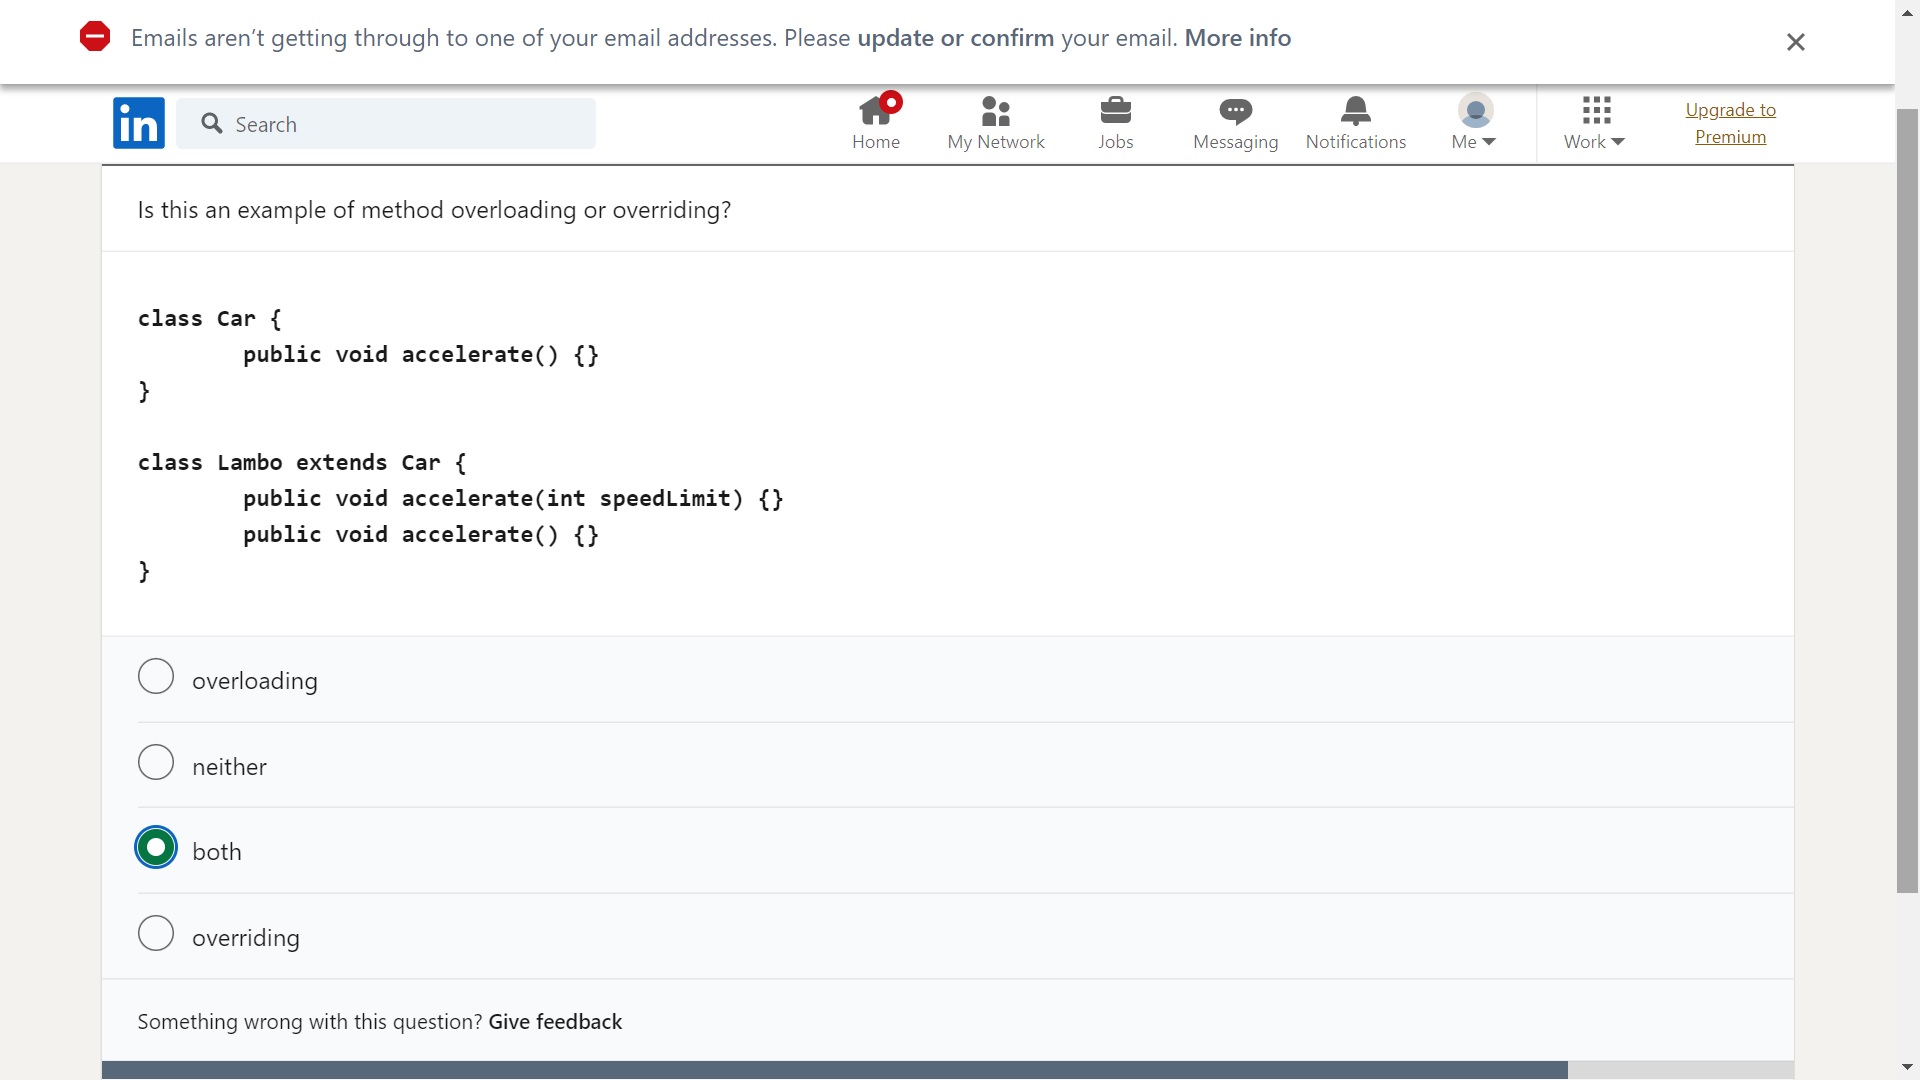 Emails aren't getting through to one of your email addresses. Please update or confirm your email. More info
in
Search
Home
My Network
Jobs
Messaging
Notifications
Me
Work
Upgrade to
Premium
Is this an example of method overloading or overriding?
class Car {
        public void accelerate() {}
}
class Lambo extends Car {
        public void accelerate(int speedLimit) {}
        public void accelerate() {}
}
overloading
neither
both
overriding
Something wrong with this question? Give feedback